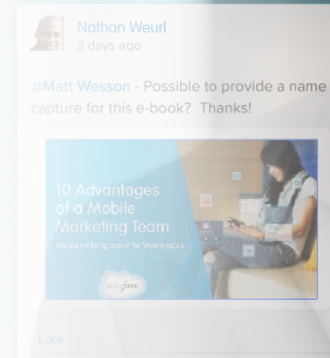 Nathan Weurl
3 days ago
@Matt Wesson - Possible to provide a name
capture for this e-book? Thanks!
10 Advantages
of a Mobile
Marketing Team
Like